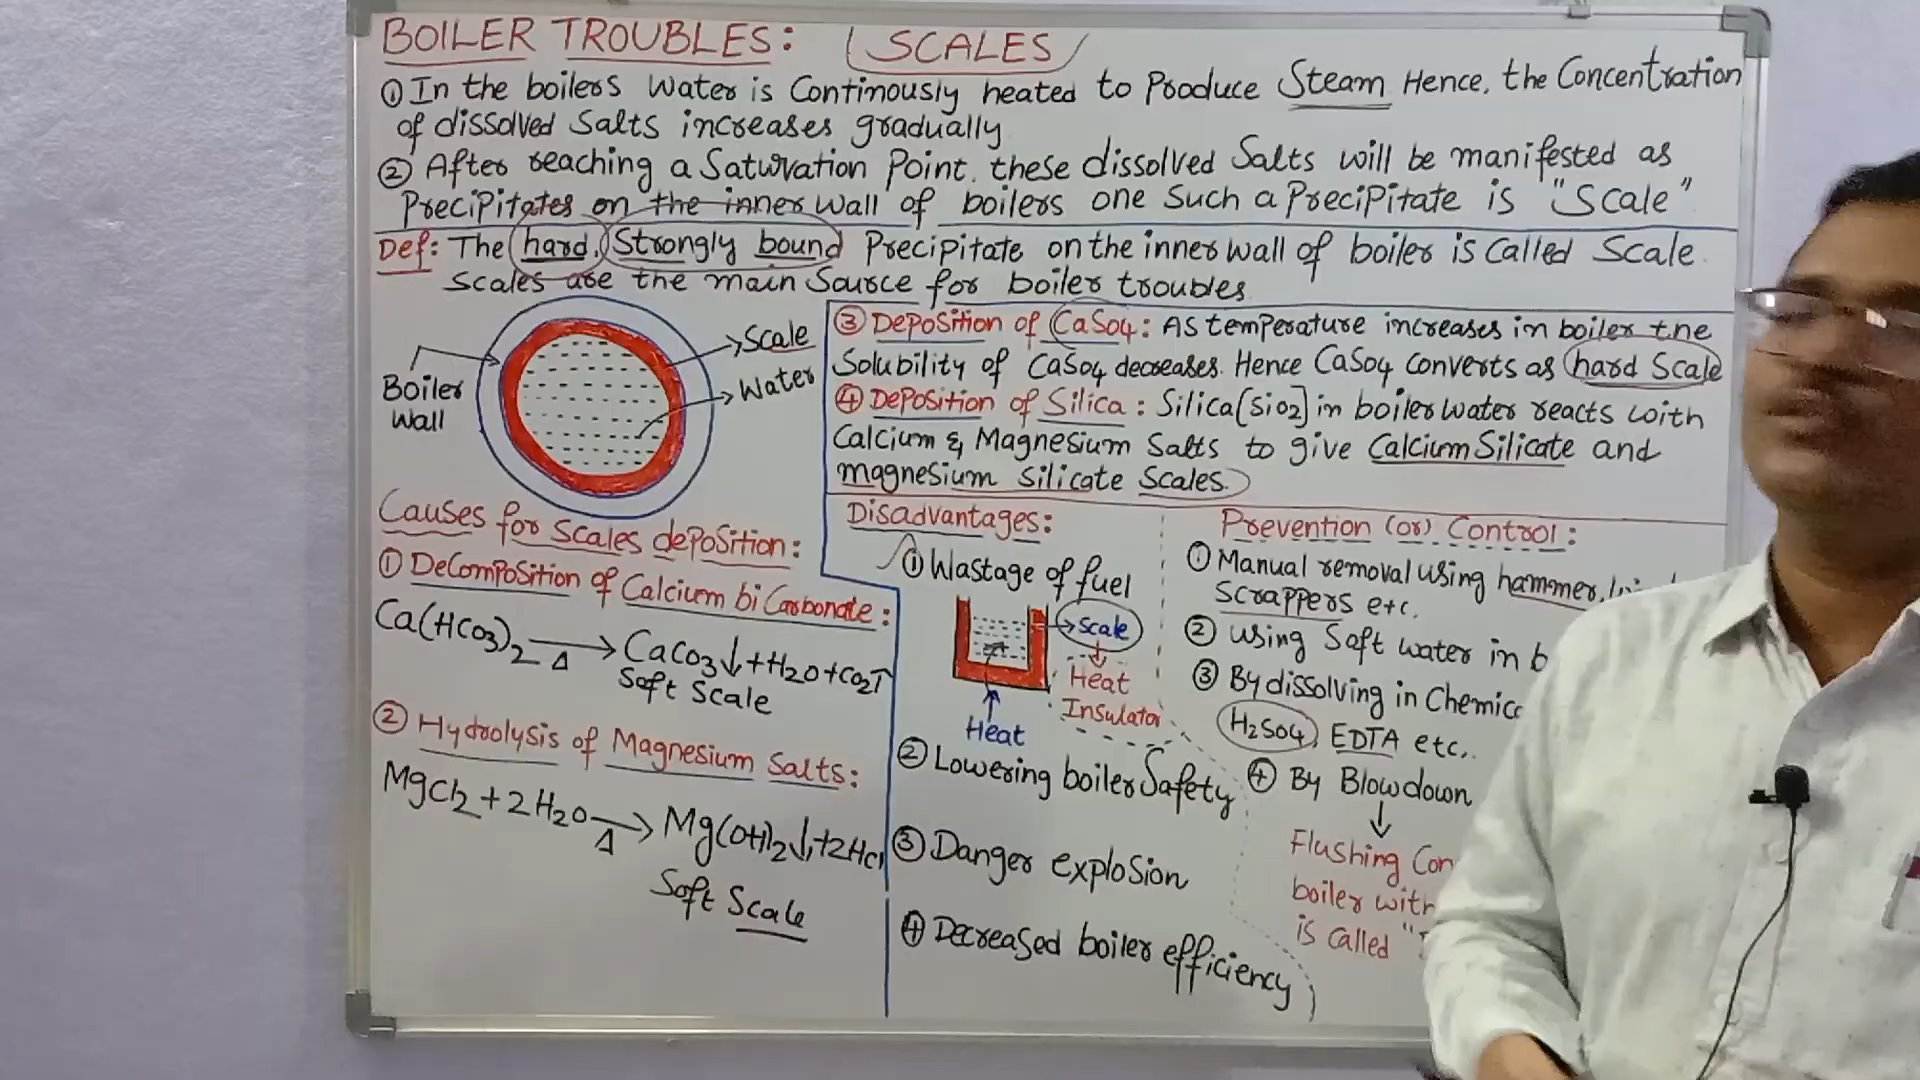 BOILER TROUBLES: SCALES
① In the boilers water is Continously heated to Produce Steam Hence, the Concentration
of dissolved Salts increases gradually
② After reaching a Saturation Point, these dissolved Salts will be manifested as
Precipitates on the inner wall of boilers one such a Precipitate is "Scale"
Def: The hard, Strongly bound Precipitate on the inner wall of boiler is called Scale.
Scales are the main Source for boiler troubles
Scale
Water
Boiler
Wall
③ Deposition of CaSO4: As temperature increases in boiler the
Solubility of CaSO4 decreases. Hence CaSO4 converts as hard Scale
④ Deposition of Silica: Silica [SiO2] in boiler water reacts with
Calcium & Magnesium Salts to give Calcium Silicate and
magnesium Silicate Scales.
Causes for Scales deposition:
① Decomposition of Calcium bi Carbonate:
Ca(HCO3)2 →Δ CaCO3↓ + H2O + CO2↑
Soft Scale
② Hydrolysis of Magnesium Salts:
MgCl2 + 2H2O →Δ Mg(OH)2↓ + 2HCl
Soft Scale
Disadvantages:
① Wastage of fuel
Scale
Heat
Insulator
Heat
② Lowering boiler Safety
③ Danger explosion
④ Decreased boiler efficiency
Prevention (or) Control:
① Manual removal using hammer,
Scrappers etc.
② Using Soft water in b
③ By dissolving in Chemic
H2SO4, EDTA etc..
④ By Blow down
Flushing Con
boiler with
is called "